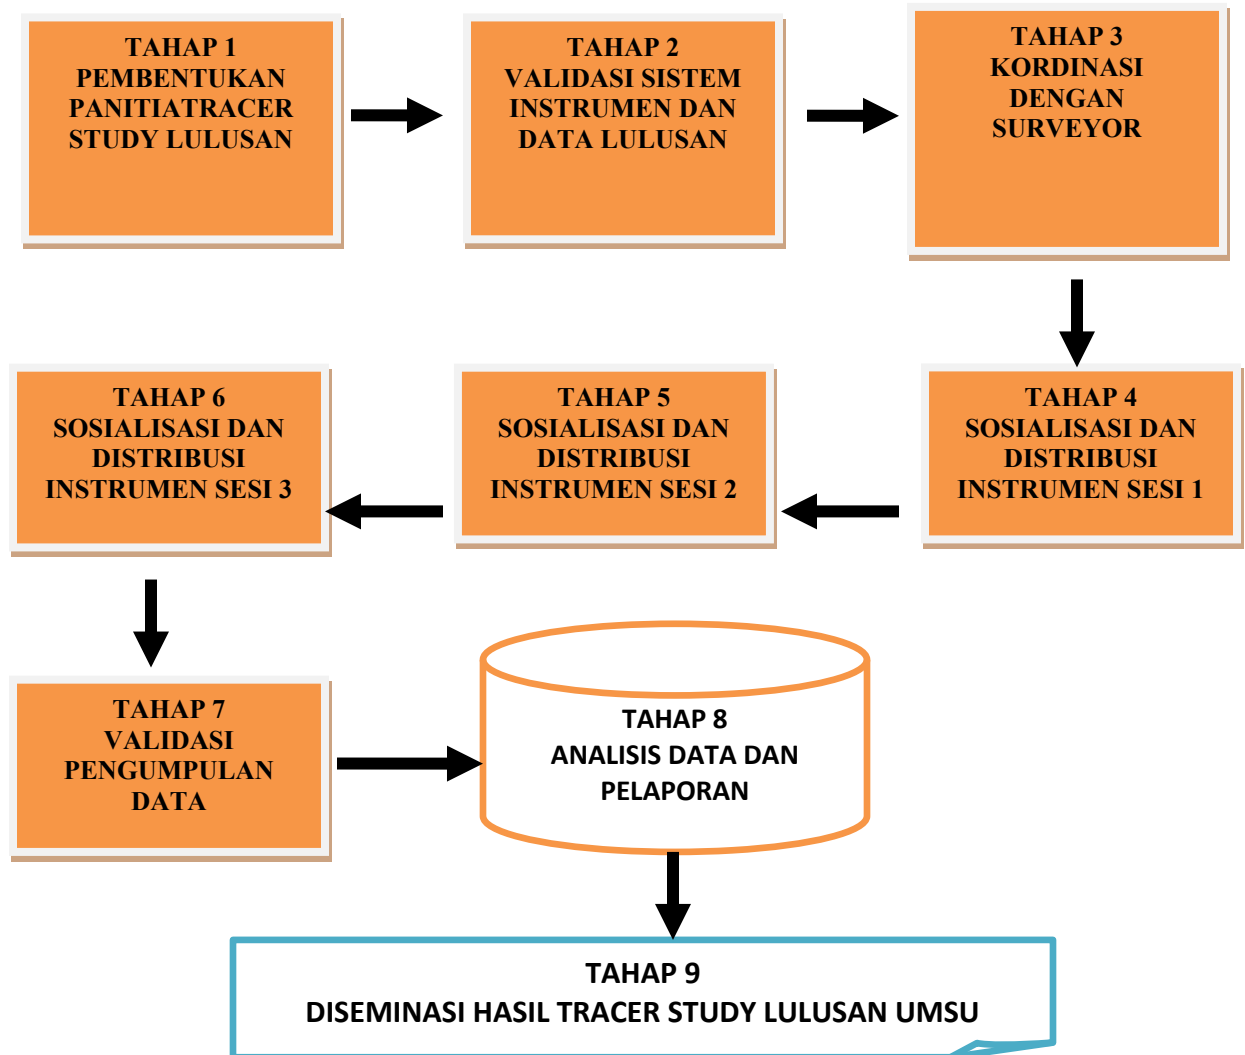 TAHAP 1
PEMBENTUKAN
PANITIATRACER
STUDY LULUSAN
TAHAP 2
VALIDASI SISTEM
INSTRUMEN DAN
DATA LULUSAN
TAHAP 3
KORDINASI
DENGAN
SURVEYOR
TAHAP 4
SOSIALISASI DAN
DISTRIBUSI
INSTRUMEN SESI 1
TAHAP 5
SOSIALISASI DAN
DISTRIBUSI
INSTRUMEN SESI 2
TAHAP 6
SOSIALISASI DAN
DISTRIBUSI
INSTRUMEN SESI 3
TAHAP 7
VALIDASI
PENGUMPULAN
DATA
TAHAP 8
ANALISIS DATA DAN
PELAPORAN
TAHAP 9
DISEMINASI HASIL TRACER STUDY LULUSAN UMSU